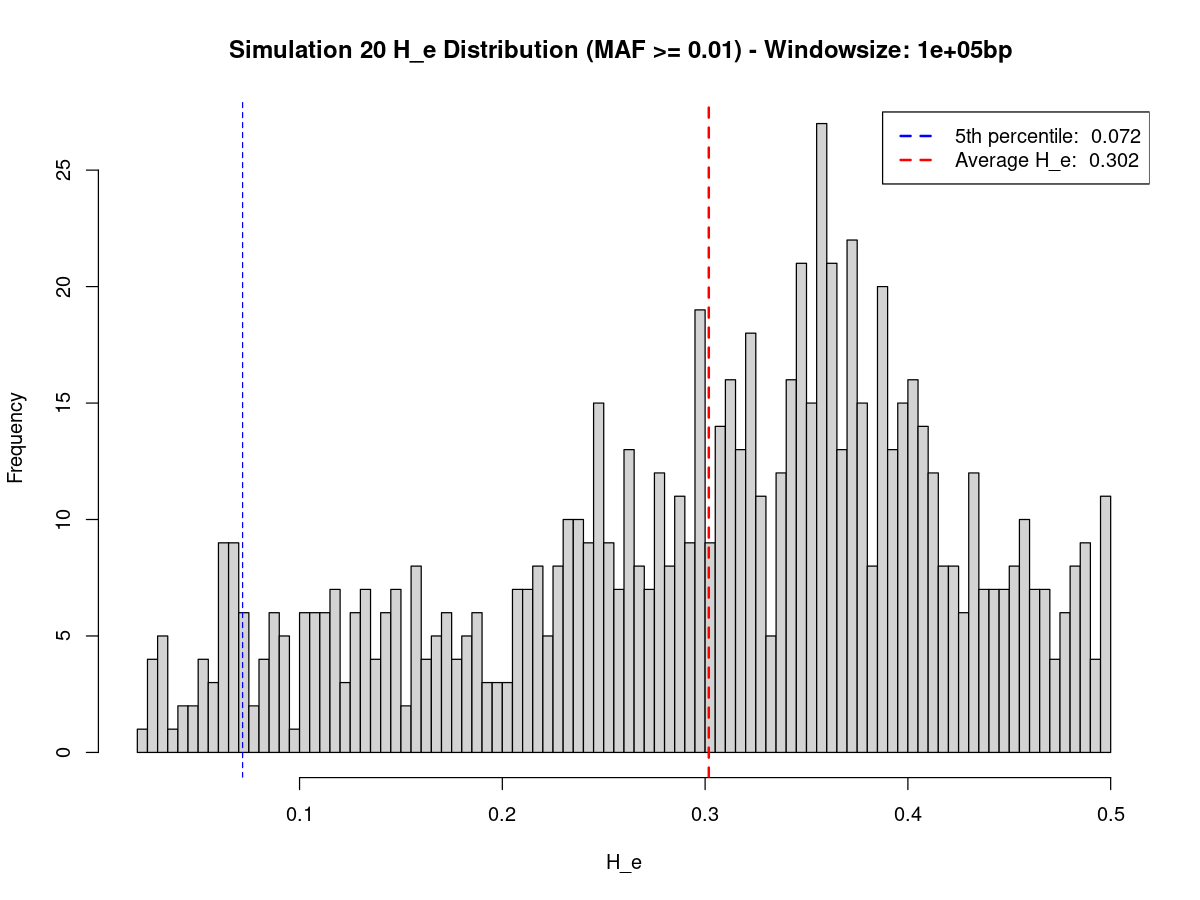 Simulation 20 H_e Distribution (MAF >= 0.01) - Windowsize: 1e+05bp
5th percentile:  0.072
Average H_e:  0.302
Frequency
25
20
15
10
5
0
0.1 0.2 0.3 0.4 0.5
H_e